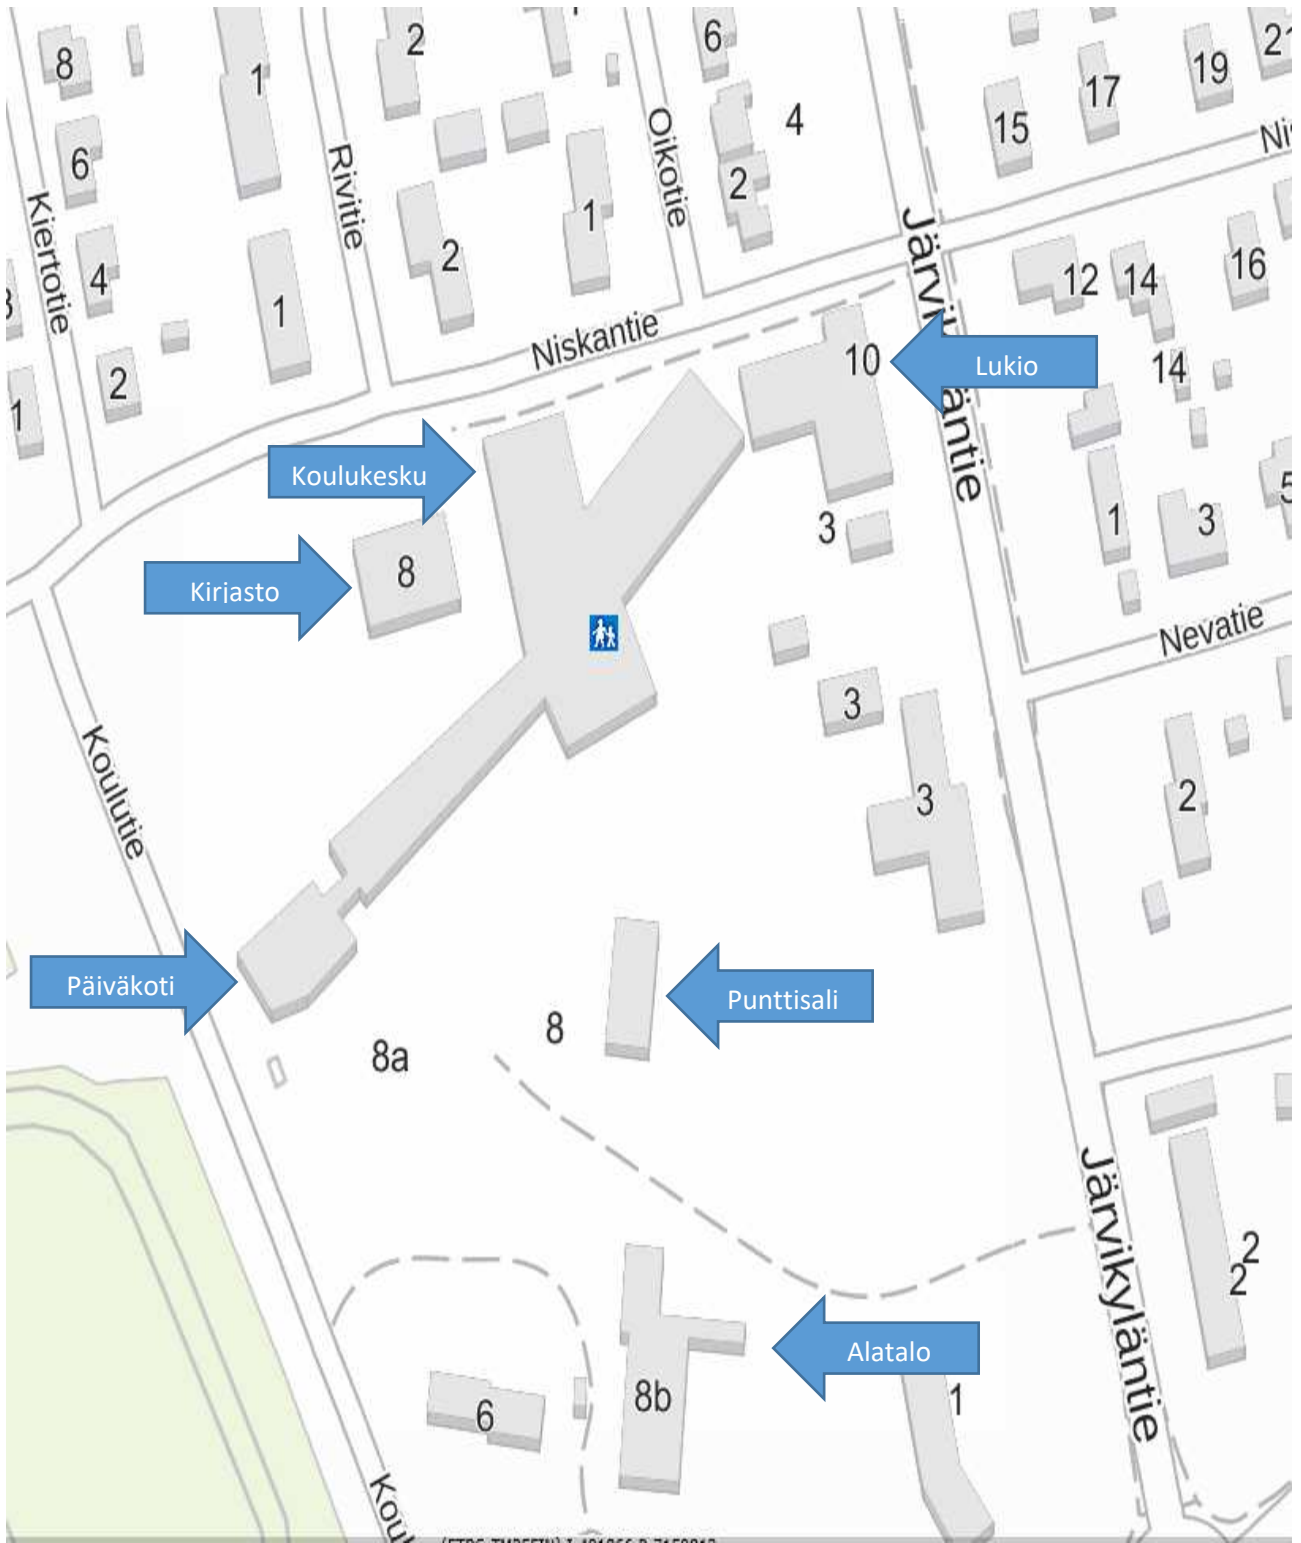 8
1
2
6
4
15
17
19
21
6
Kiertotie
Rivitie
Oikotie
2
1
2
4
1
2
1
Niskantie
Järvikyläntie
12
14
16
14
10
Lukio
Koulukesku
Kirjasto
8
3
1
3
5
Nevatie
3
3
2
Koulutie
Päiväkoti
Punttisali
8
8a
Järvikyläntie
2
2
Alatalo
8b
6
1